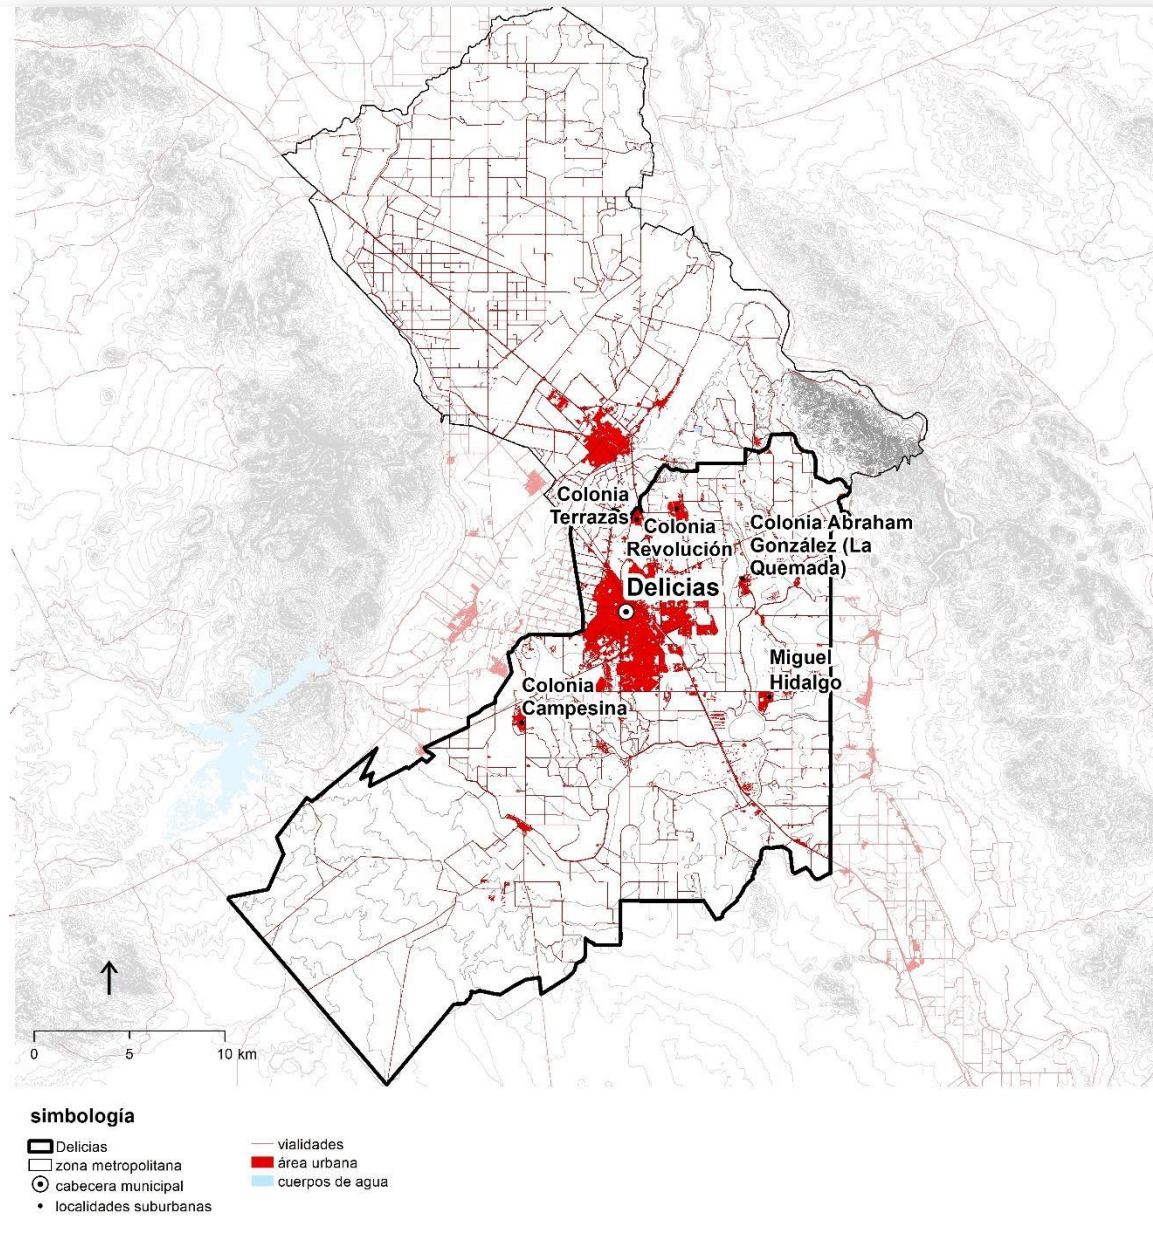 Colonia
Terrazas
Colonia
Revolución
Colonia Abraham
González (La
Quemada)
Delicias
Miguel
Hidalgo
Colonia
Campesina
0 5 10 km
simbología
Delicias
zona metropolitana
cabecera municipal
localidades suburbanas
vialidades
área urbana
cuerpos de agua